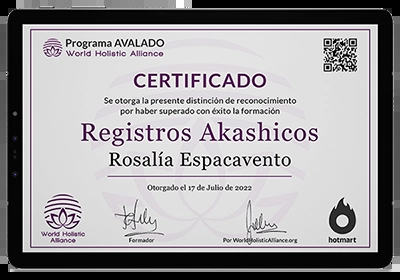 Programa AVALADO
World Holistic Alliance
CERTIFICADO
Se otorga la presente distinción de reconocimiento
por haber superado con éxito la formación
Registros Akashicos
Rosalía Espacavento
Otorgado el 17 de Julio de 2022
World Holistic
Alliance
Formador
Por WorldHolisticAlliance.org
hotmart